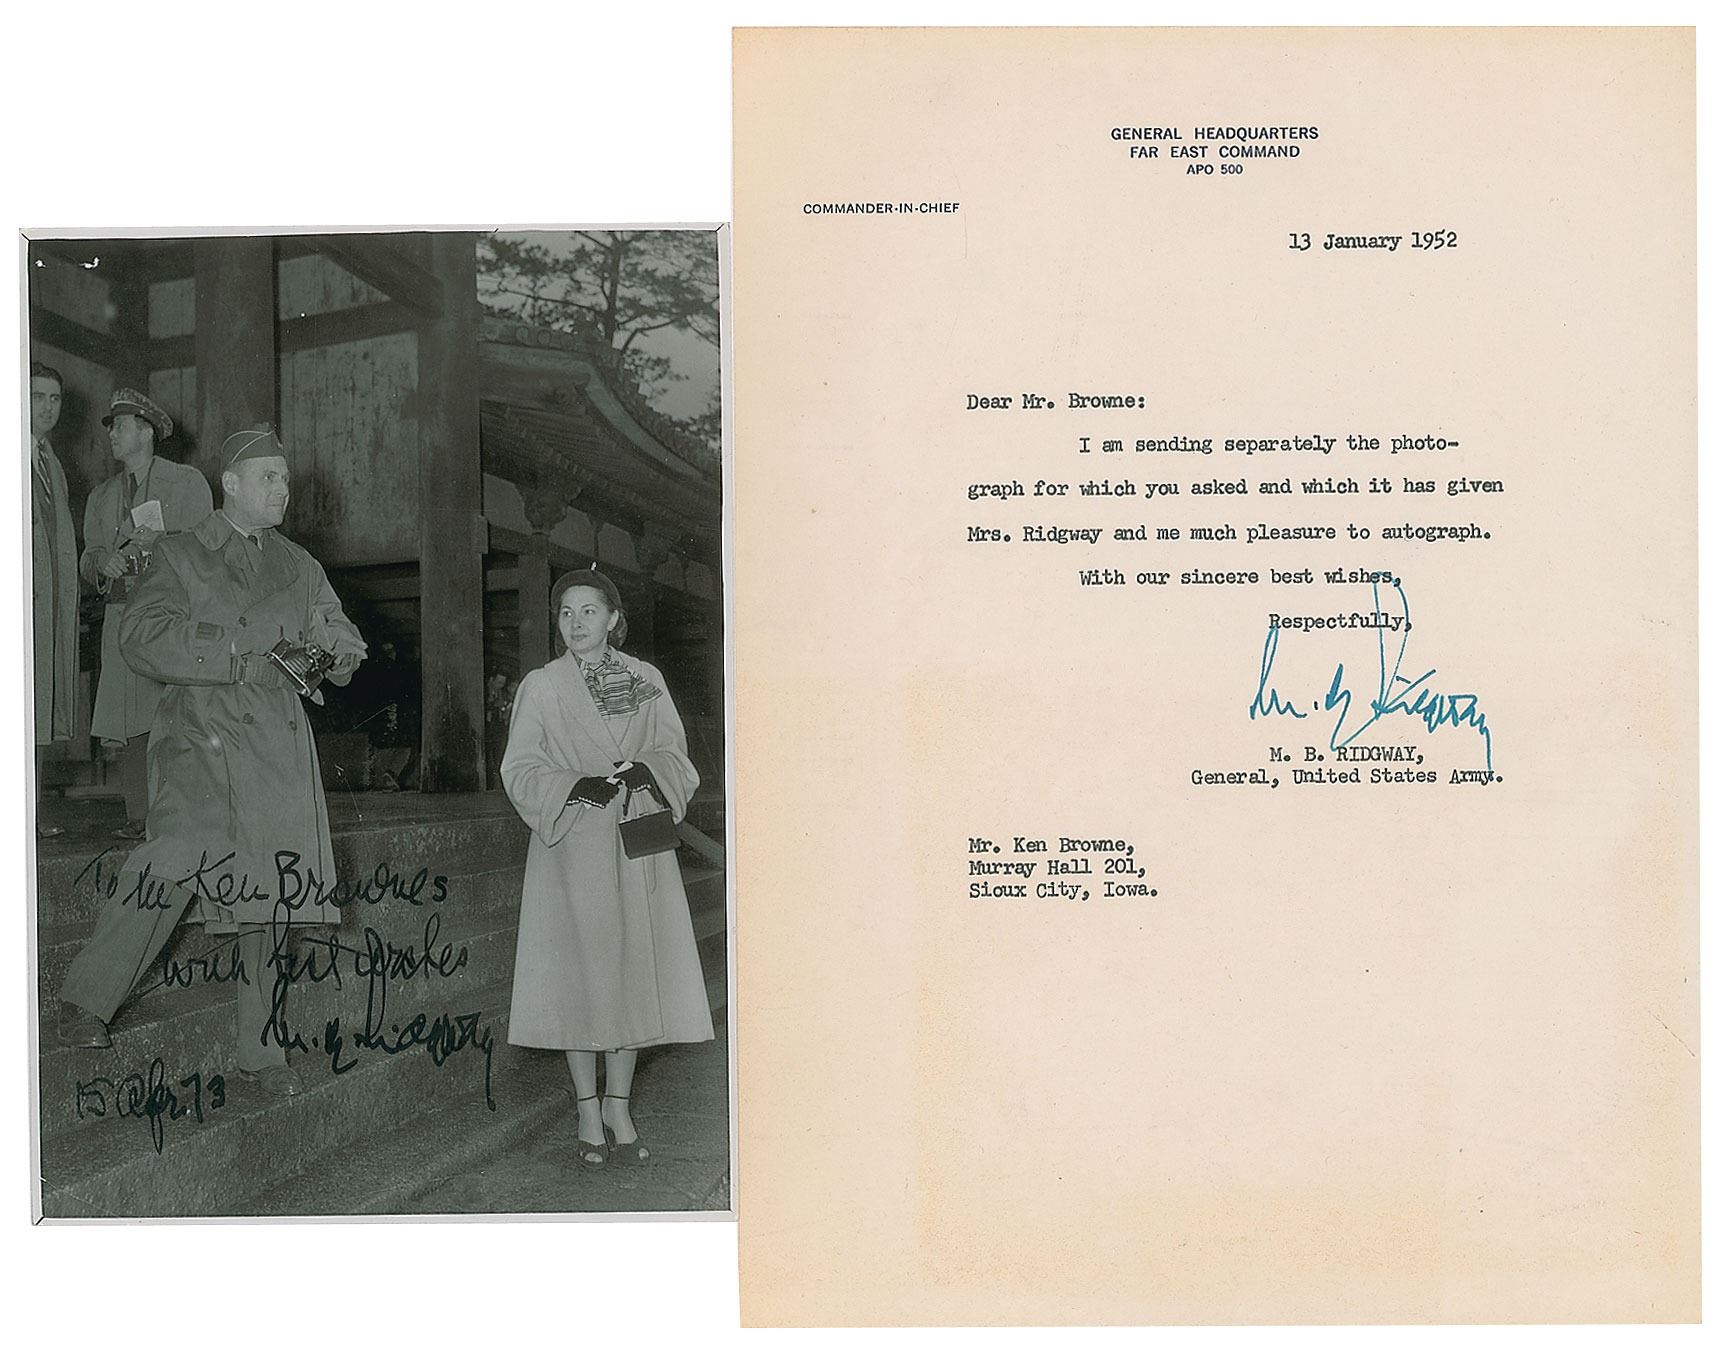 To Mr Ken Browne
with best wishes
M. B. Ridgway
15 Apr. 73
GENERAL HEADQUARTERS
FAR EAST COMMAND
APO 500
COMMANDER-IN-CHIEF
13 January 1952
Dear Mr. Browne:
I am sending separately the photo-
graph for which you asked and which it has given
Mrs. Ridgway and me much pleasure to autograph.
With our sincere best wishes,
Respectfully,
M. B. Ridgway
M. B. RIDGWAY,
General, United States Army.
Mr. Ken Browne,
Murray Hall 201,
Sioux City, Iowa.